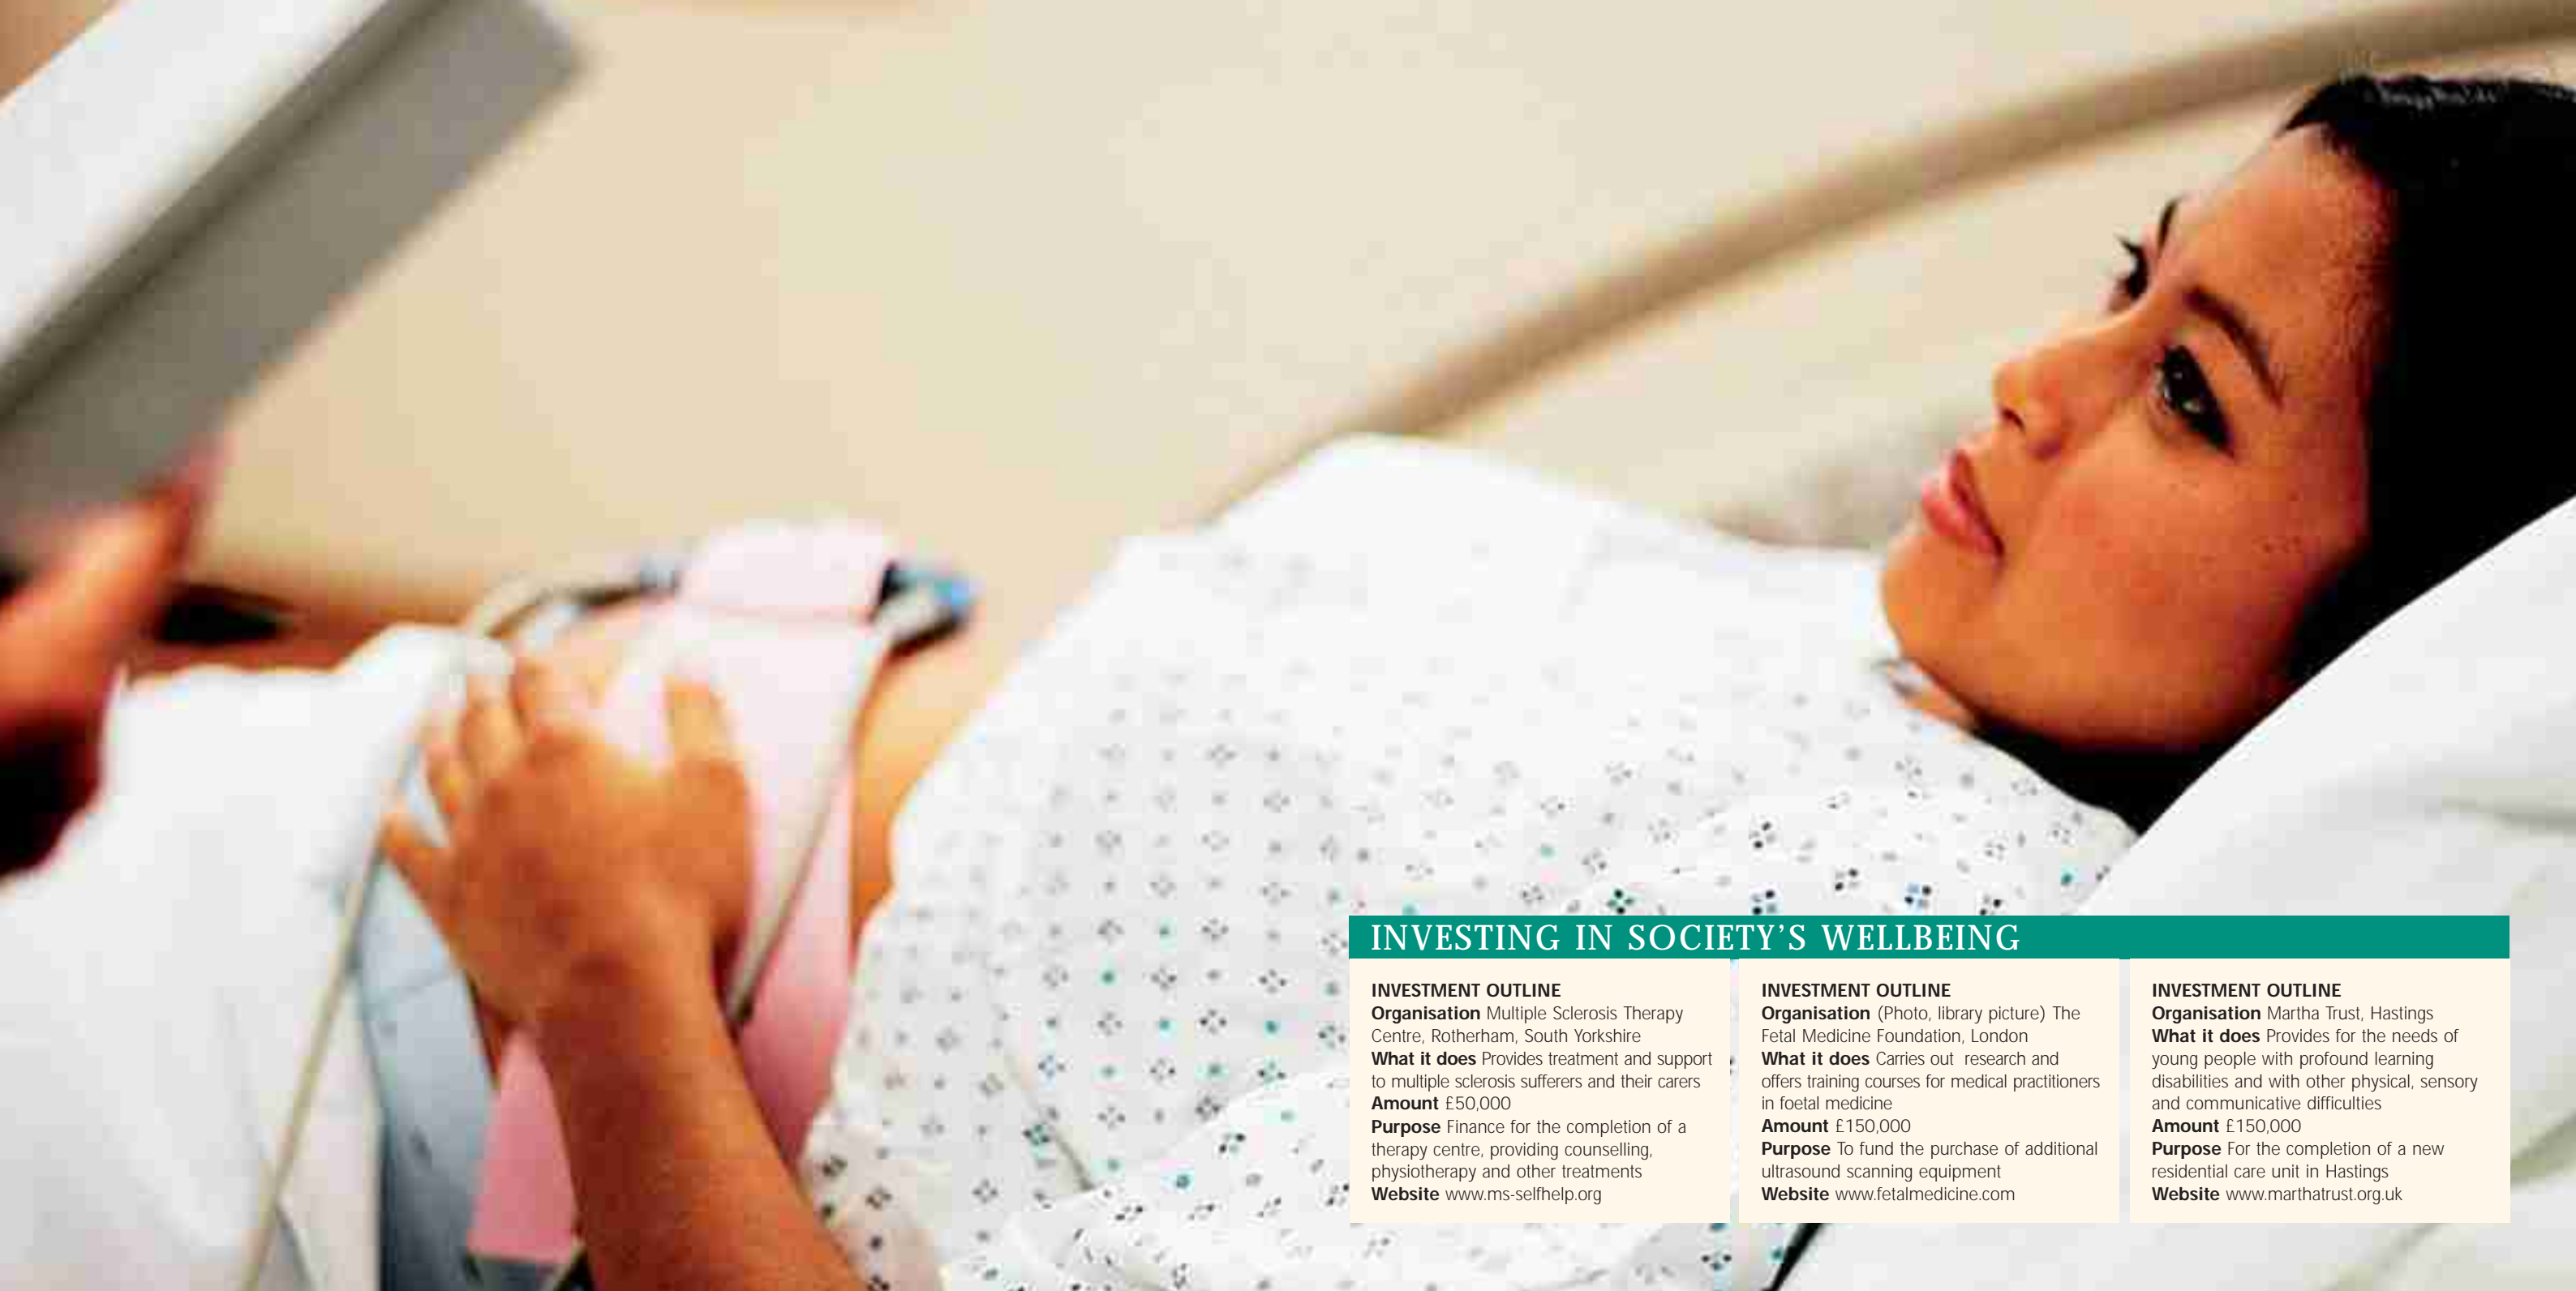 INVESTING IN SOCIETY’S WELLBEING
INVESTMENT OUTLINE
Organisation Multiple Sclerosis Therapy
Centre, Rotherham, South Yorkshire
What it does Provides treatment and support
to multiple sclerosis sufferers and their carers
Amount £50,000
Purpose Finance for the completion of a
therapy centre, providing counselling,
physiotherapy and other treatments
Website www.ms-selfhelp.org
INVESTMENT OUTLINE
Organisation (Photo, library picture) The
Fetal Medicine Foundation, London
What it does Carries out research and
offers training courses for medical practitioners
in foetal medicine
Amount £150,000
Purpose To fund the purchase of additional
ultrasound scanning equipment
Website www.fetalmedicine.com
INVESTMENT OUTLINE
Organisation Martha Trust, Hastings
What it does Provides for the needs of
young people with profound learning
disabilities and with other physical, sensory
and communicative difficulties
Amount £150,000
Purpose For the completion of a new
residential care unit in Hastings
Website www.marthatrust.org.uk